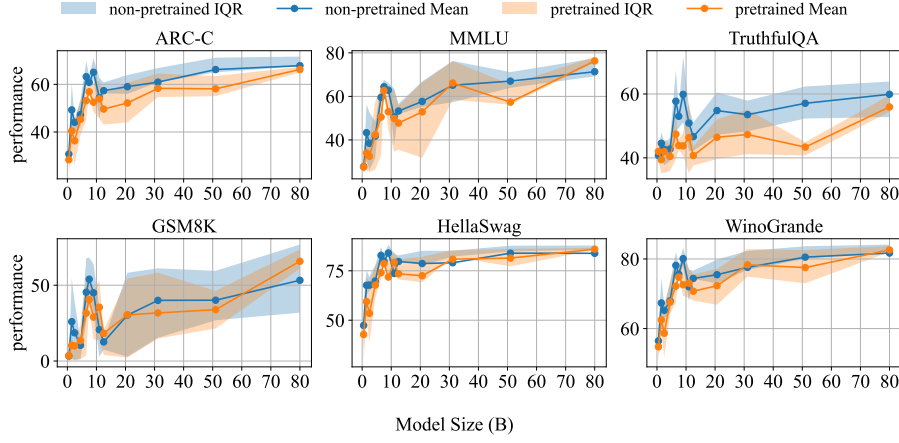 non-pretrained IQR non-pretrained Mean pretrained IQR pretrained Mean
ARC-C MMLU TruthfulQA
performance
60
40
0 10 20 30 40 50 60 70 80
80
60
40
0 10 20 30 40 50 60 70 80
60
40
0 10 20 30 40 50 60 70 80
GSM8K HellaSwag WinoGrande
performance
50
0
0 10 20 30 40 50 60 70 80
75
50
0 10 20 30 40 50 60 70 80
80
60
0 10 20 30 40 50 60 70 80
Model Size (B)